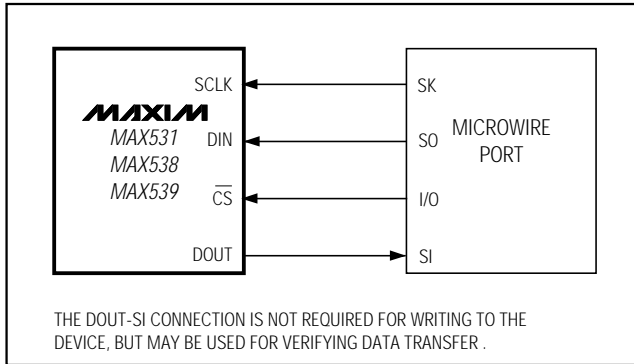 SCLK SK
MAXIM
MAX531 DIN SO MICROWIRE
MAX538 PORT
MAX539 CS I/O
DOUT SI
THE DOUT-SI CONNECTION IS NOT REQUIRED FOR WRITING TO THE
DEVICE, BUT MAY BE USED FOR VERIFYING DATA TRANSFER .